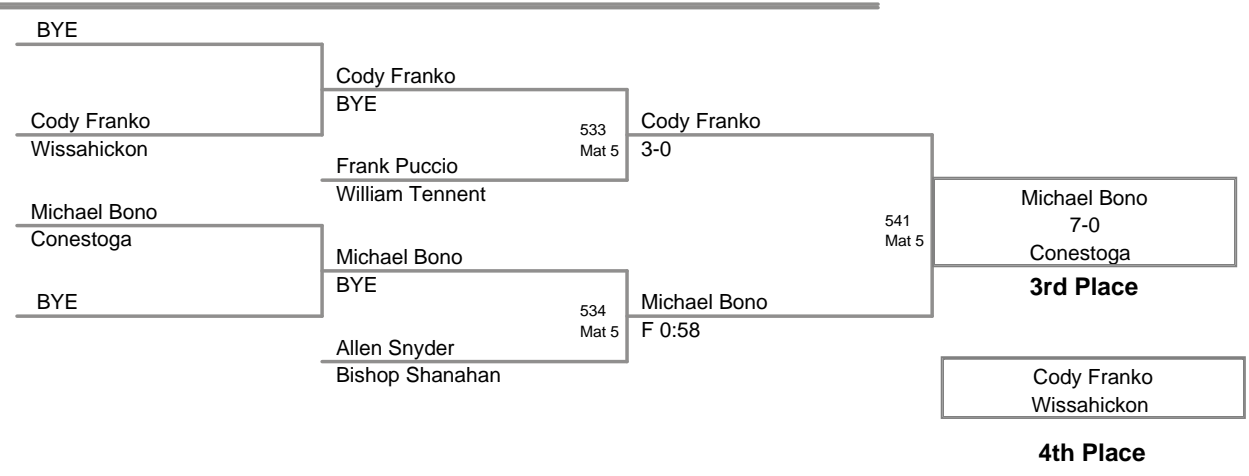 BYE
Cody Franko
BYE
Cody Franko
Wissahickon
533
Mat 5
Cody Franko
3-0
Frank Puccio
William Tennent
Michael Bono
Conestoga
541
Mat 5
Michael Bono
7-0
Conestoga
3rd Place
Michael Bono
BYE
BYE
534
Mat 5
Michael Bono
F 0:58
Allen Snyder
Bishop Shanahan
Cody Franko
Wissahickon
4th Place